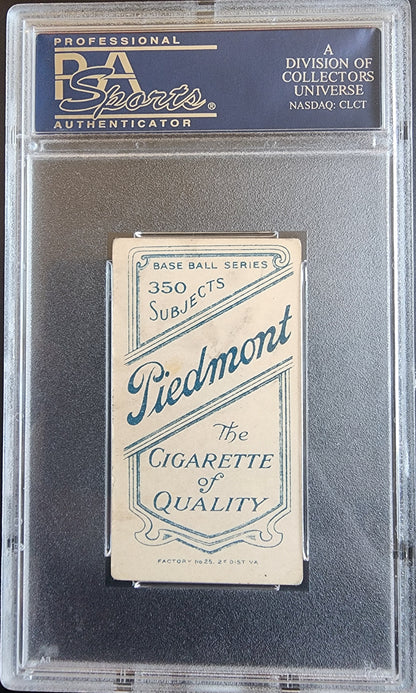 PROFESSIONAL
PSA
Sports®
AUTHENTICATOR
A
DIVISION OF
COLLECTORS
UNIVERSE
NASDAQ: CLCT
BASE BALL SERIES
350
SUBJECTS
Piedmont
The
CIGARETTE
of
QUALITY
FACTORY No 25, 2D DIST VA